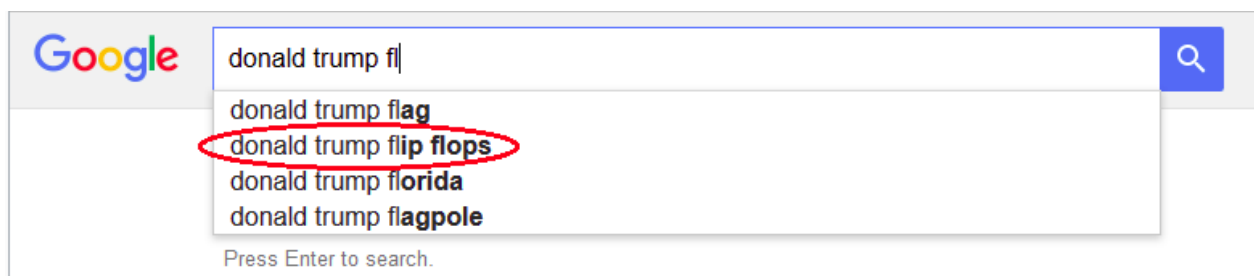 Google
donald trump fl
donald trump flag
donald trump flip flops
donald trump florida
donald trump flagpole
Press Enter to search.